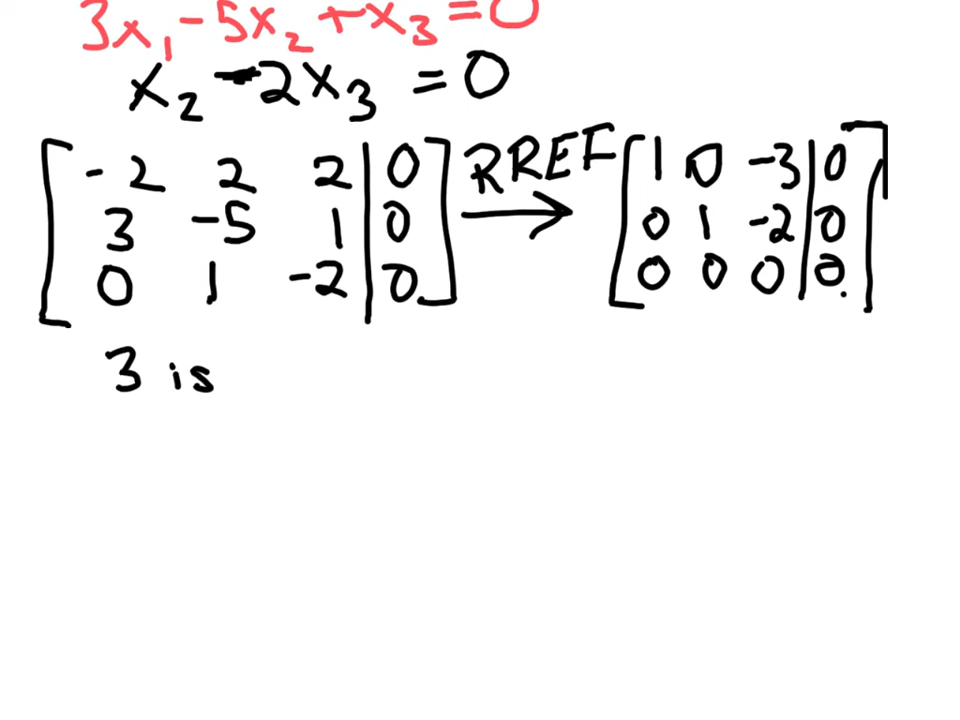 3x₁ - 5x₂ + x₃ = 0
x₂ - 2x₃ = 0
[ -2 2 2 | 0 ] RREF [ 1 0 -3 | 0 ]
[ 3 -5 1 | 0 ] → [ 0 1 -2 | 0 ]
[ 0 1 -2 | 0 ] [ 0 0 0 | 0 ]
3 is